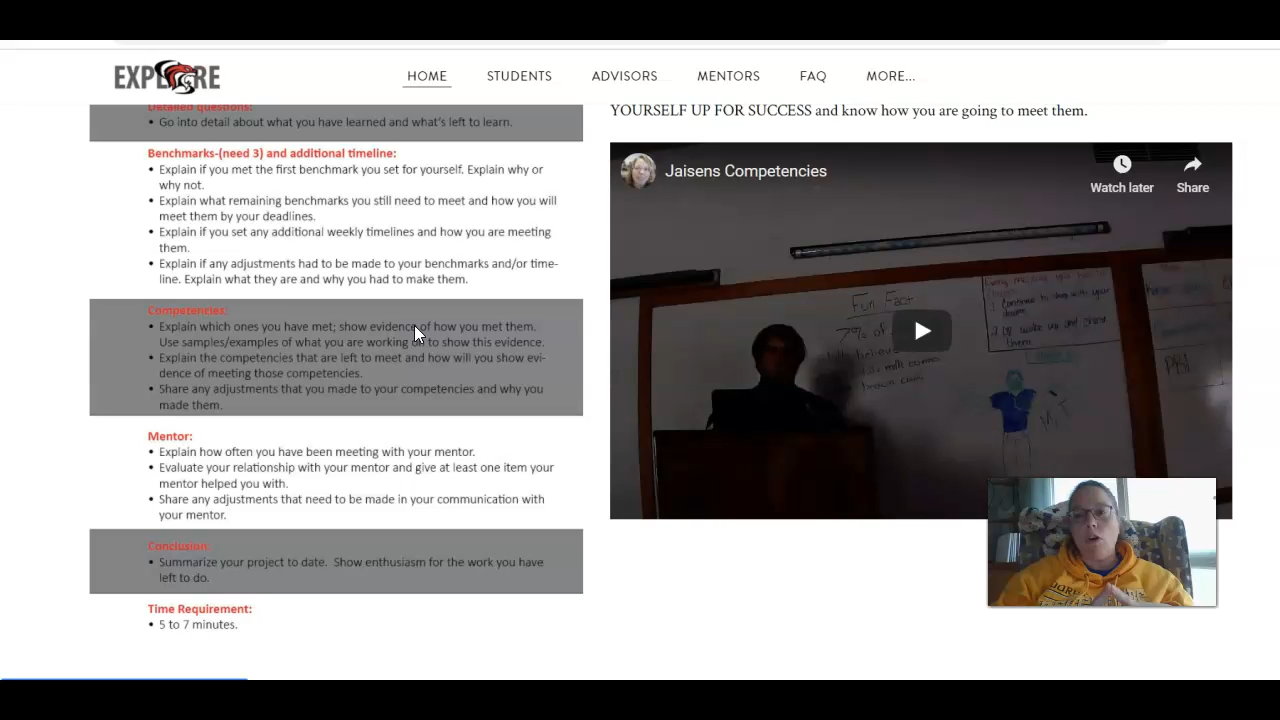 EXPLORE
HOME STUDENTS ADVISORS MENTORS FAQ MORE...
Detailed questions:
• Go into detail about what you have learned and what's left to learn.
Benchmarks-(need 3) and additional timeline:
• Explain if you met the first benchmark you set for yourself. Explain why or
why not.
• Explain what remaining benchmarks you still need to meet and how you will
meet them by your deadlines.
• Explain if you set any additional weekly timelines and how you are meeting
them.
• Explain if any adjustments had to be made to your benchmarks and/or time-
line. Explain what they are and why you had to make them.
Competencies:
• Explain which ones you have met; show evidence of how you met them.
Use samples/examples of what you are working on to show this evidence.
• Explain the competencies that are left to meet and how will you show evi-
dence of meeting those competencies.
• Share any adjustments that you made to your competencies and why you
made them.
Mentor:
• Explain how often you have been meeting with your mentor.
• Evaluate your relationship with your mentor and give at least one item your
mentor helped you with.
• Share any adjustments that need to be made in your communication with
your mentor.
Conclusion:
• Summarize your project to date. Show enthusiasm for the work you have
left to do.
Time Requirement:
• 5 to 7 minutes.
YOURSELF UP FOR SUCCESS and know how you are going to meet them.
Jaisens Competencies
Watch later
Share
Fun Fact
7% of